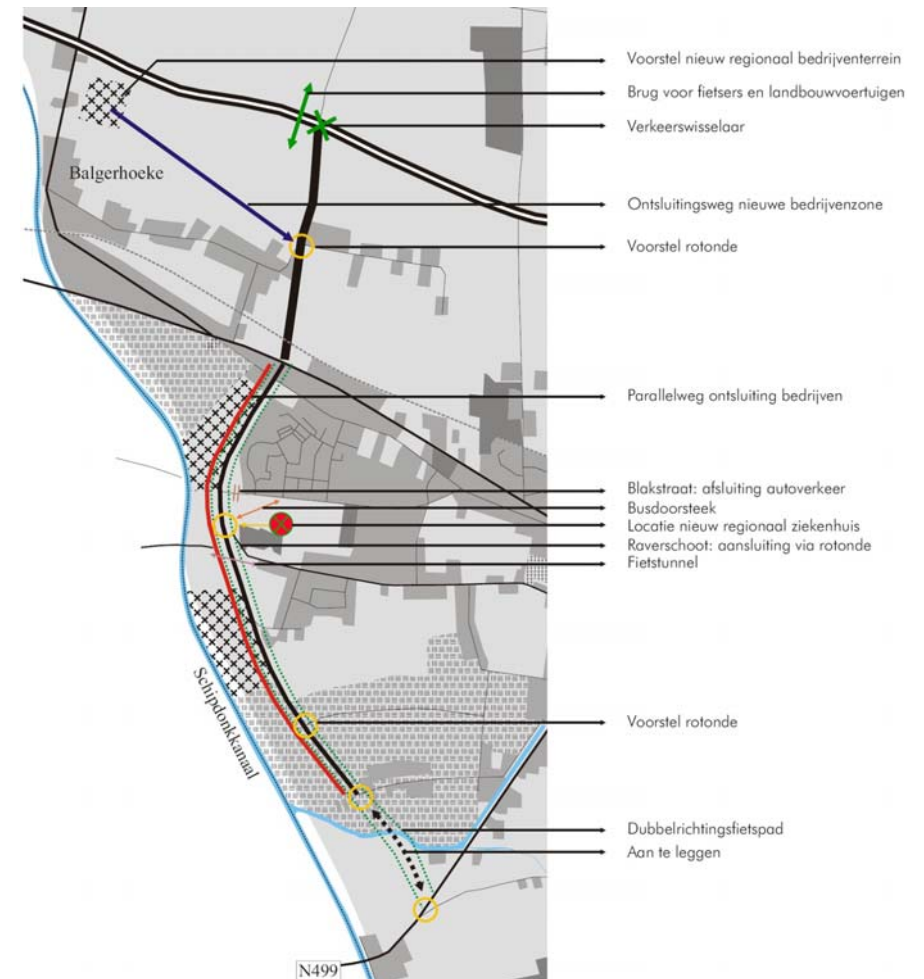 Voorstel nieuw regionaal bedrijventerrein
Brug voor fietsers en landbouwvoertuigen
Verkeerswisselaar
Balgerhoeke
Ontsluitingsweg nieuwe bedrijvenzone
Voorstel rotonde
Parallelweg ontsluiting bedrijven
Blakstraat: afsluiting autoverkeer
Busdoorsteek
Locatie nieuw regionaal ziekenhuis
Raverschoot: aansluiting via rotonde
Fietstunnel
Schipdonkkanaal
Voorstel rotonde
Dubbelrichtingsfietspad
Aan te leggen
N499